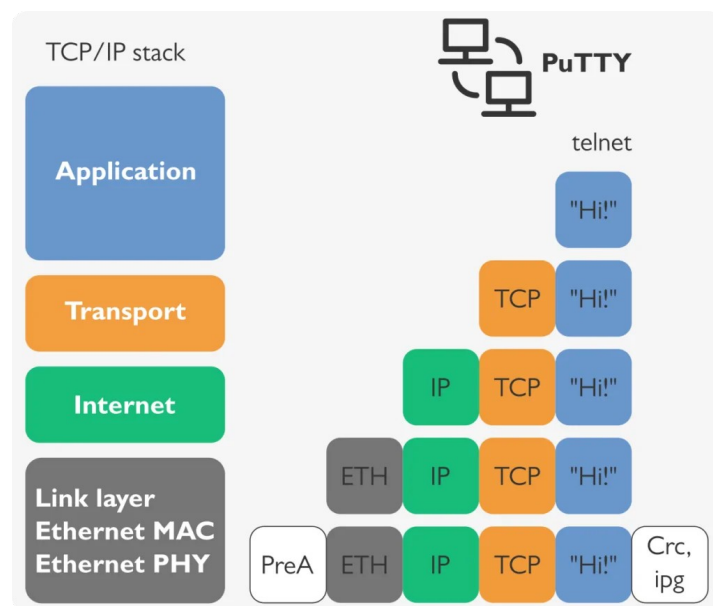 TCP/IP stack
PuTTY
telnet
Application
"Hi!"
Transport
TCP "Hi!"
Internet
IP TCP "Hi!"
ETH IP TCP "Hi!"
Link layer
Ethernet MAC
Ethernet PHY
PreA ETH IP TCP "Hi!" Crc,
ipg